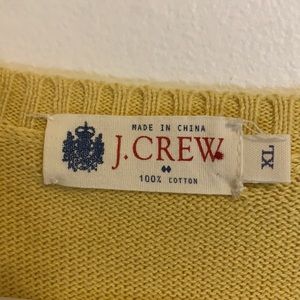 MADE IN CHINA
J.CREW
100% COTTON
XL